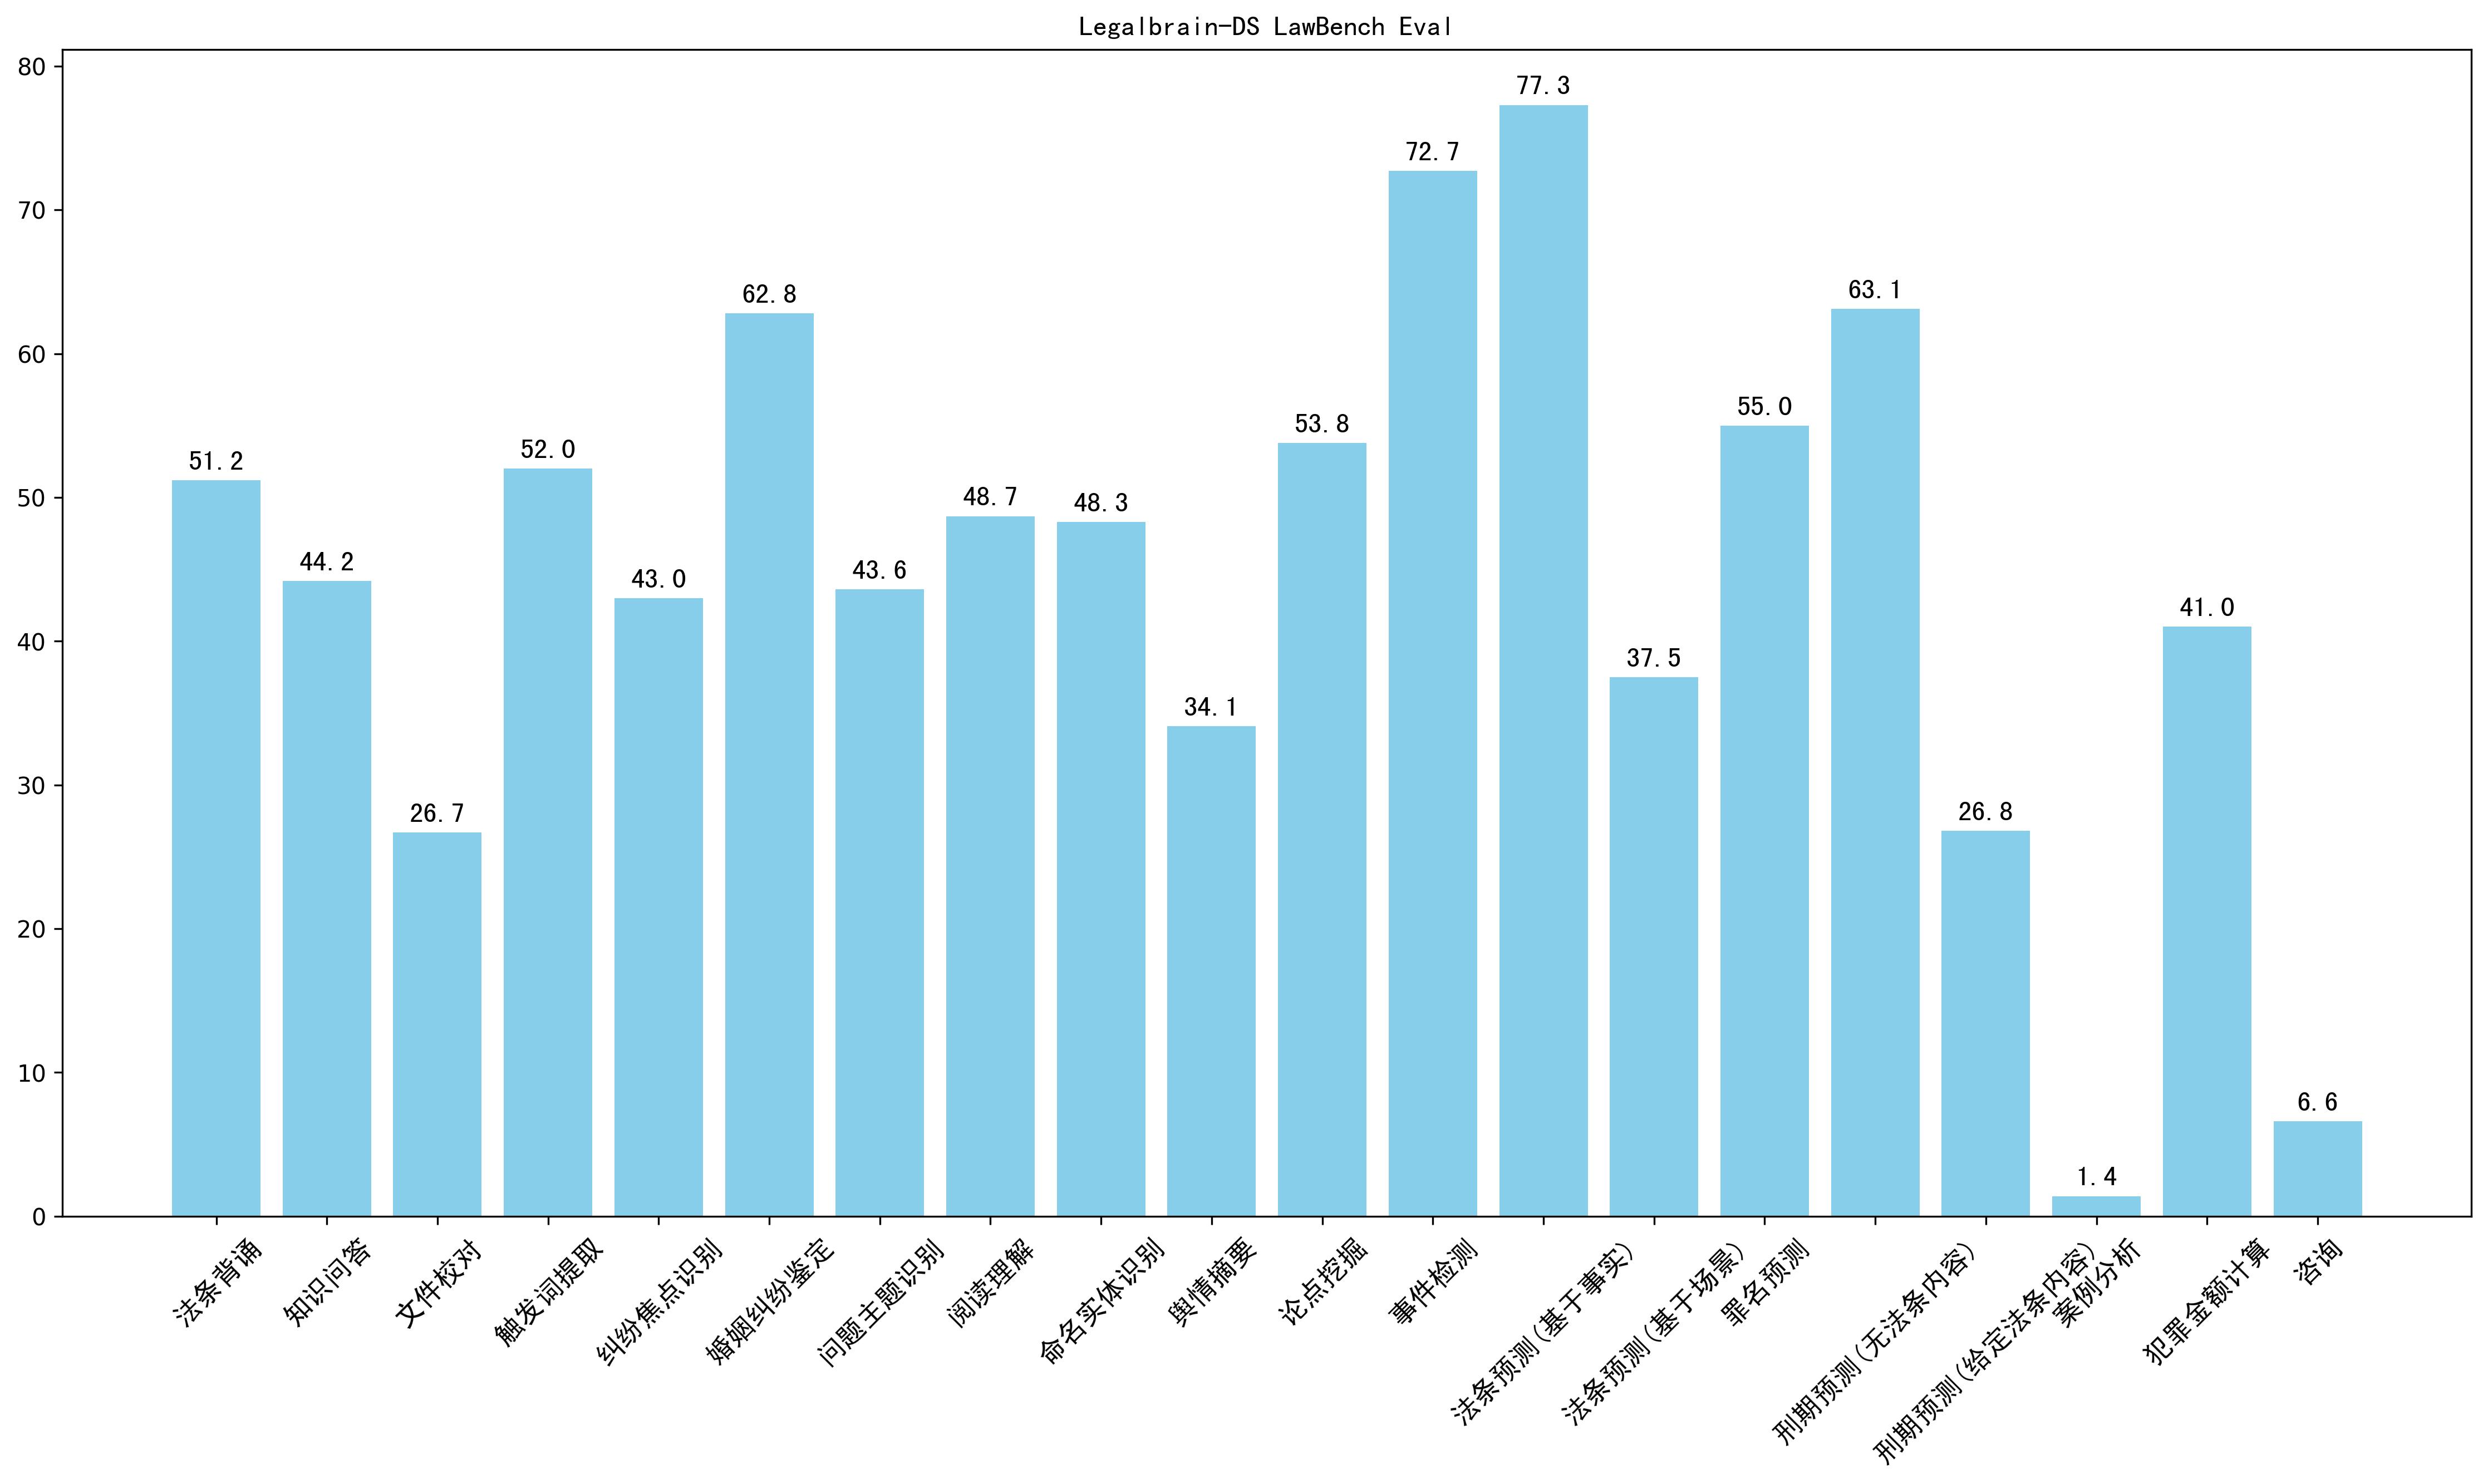 Legalbrain-DS LawBench Eval
80
70
60
50
40
30
20
10
0
51.2
44.2
26.7
52.0
43.0
62.8
43.6
48.7
48.3
34.1
53.8
72.7
77.3
37.5
55.0
63.1
26.8
1.4
41.0
6.6
法条背诵
知识问答
文件校对
触发词提取
纠纷焦点识别
婚姻纠纷鉴定
问题主题识别
阅读理解
命名实体识别
舆情摘要
论点挖掘
事件检测
法条预测(基于事实)
法条预测(基于场景)
罪名预测
刑期预测(无法条内容)
刑期预测(给定法条内容)
案例分析
犯罪金额计算
咨询